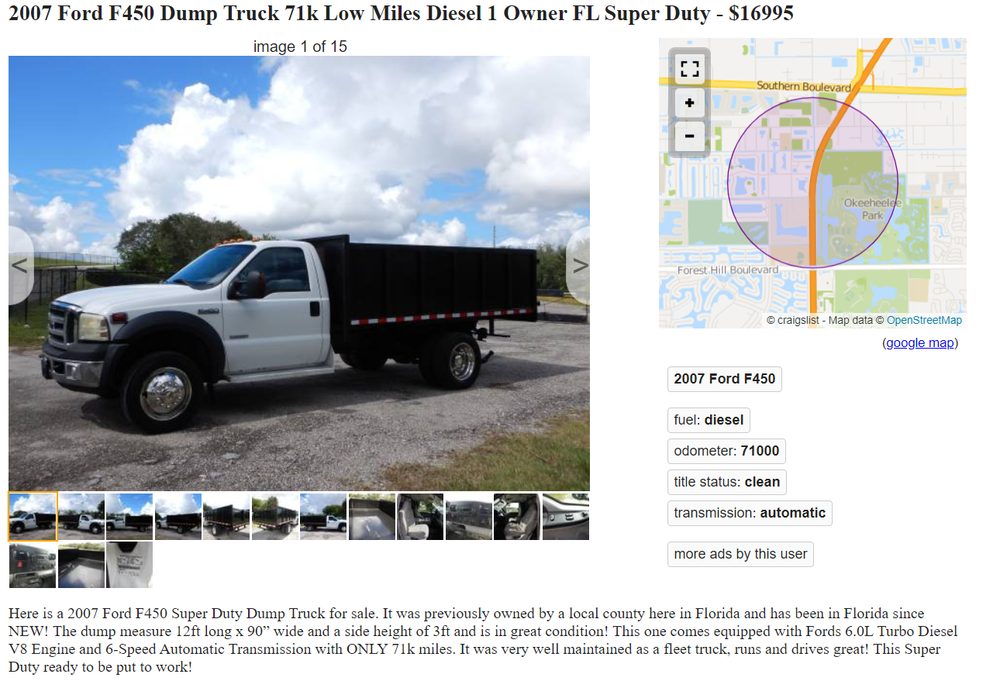 2007 Ford F450 Dump Truck 71k Low Miles Diesel 1 Owner FL Super Duty - $16995
image 1 of 15
<
>
Southern Boulevard
+
-
Okeeheelee
Park
Forest Hill Boulevard
© craigslist - Map data © OpenStreetMap
(google map)
2007 Ford F450
fuel: diesel
odometer: 71000
title status: clean
transmission: automatic
more ads by this user
Here is a 2007 Ford F450 Super Duty Dump Truck for sale. It was previously owned by a local county here in Florida and has been in Florida since
NEW! The dump measure 12ft long x 90” wide and a side height of 3ft and is in great condition! This one comes equipped with Fords 6.0L Turbo Diesel
V8 Engine and 6-Speed Automatic Transmission with ONLY 71k miles. It was very well maintained as a fleet truck, runs and drives great! This Super
Duty ready to be put to work!